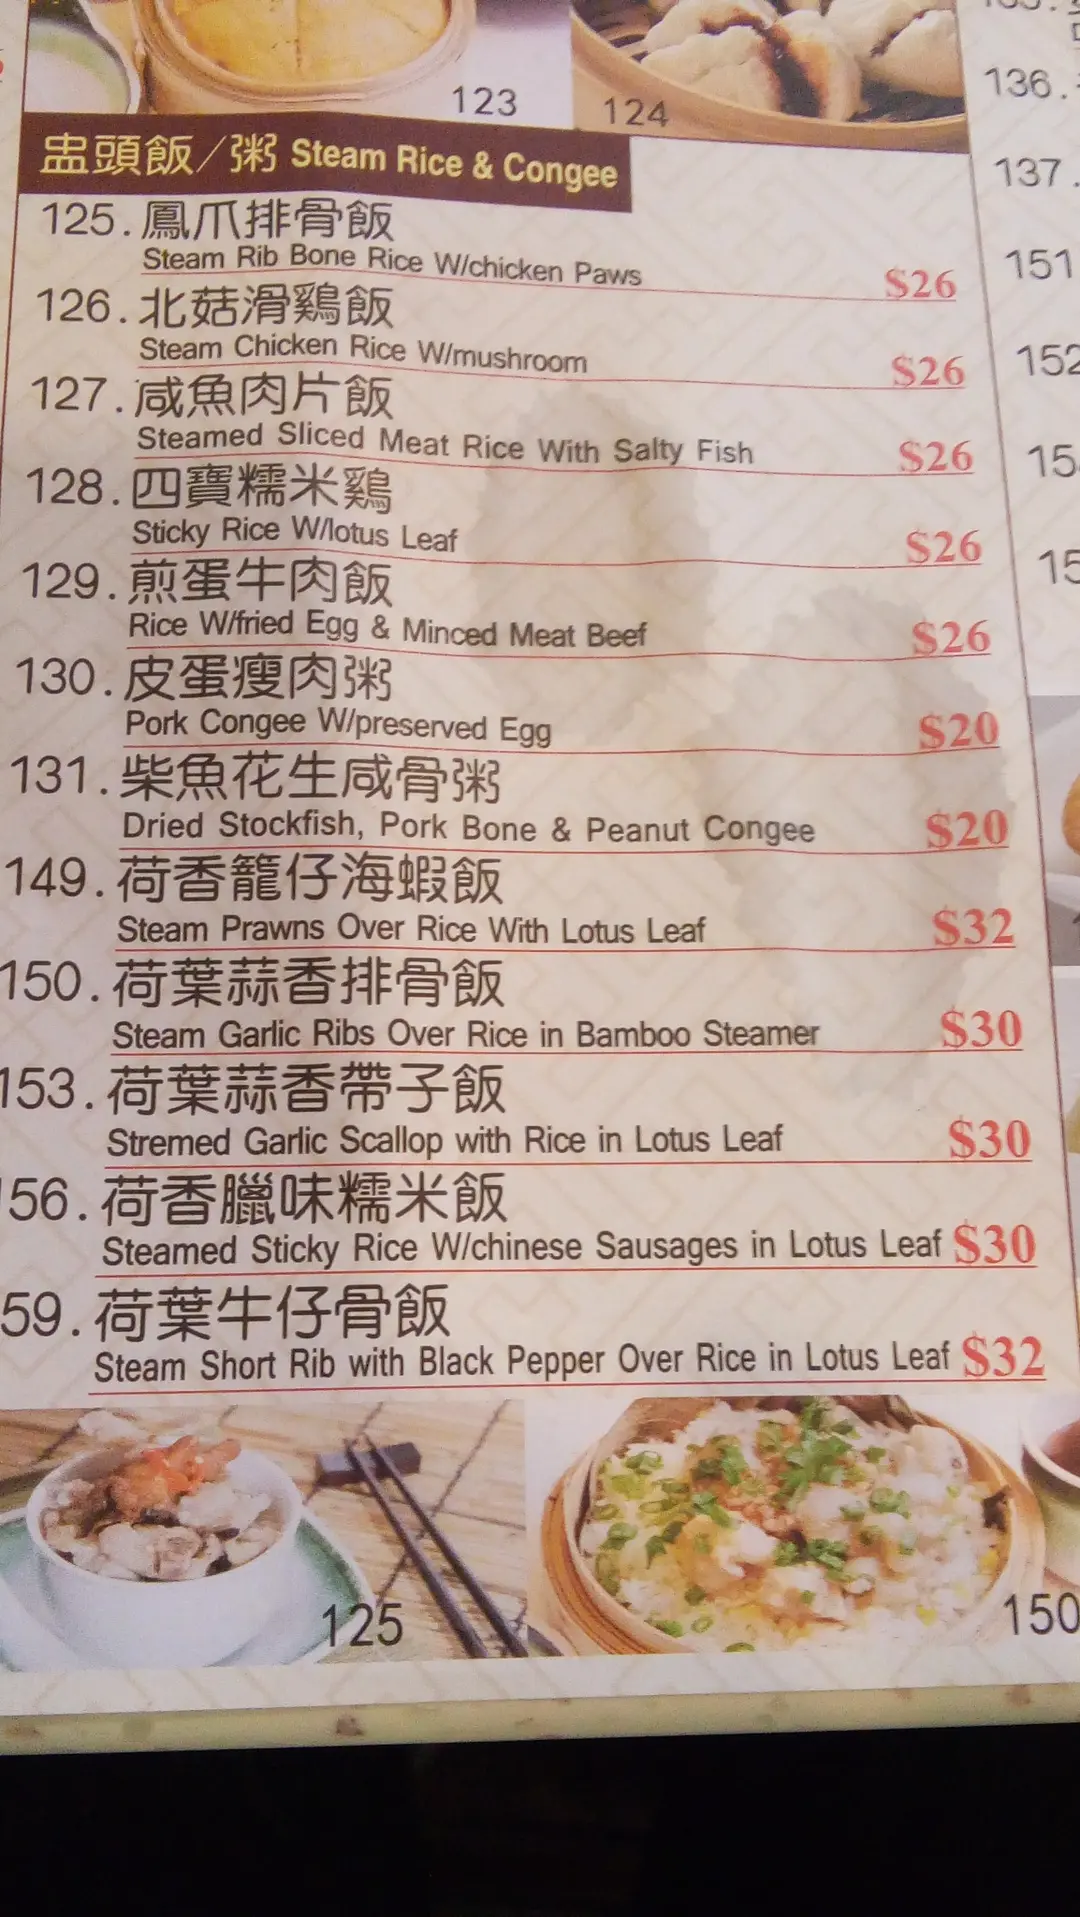 123
124
盅頭飯/粥 Steam Rice & Congee
125.鳳爪排骨飯
Steam Rib Bone Rice W/chicken Paws $26
126.北菇滑鷄飯
Steam Chicken Rice W/mushroom $26
127.咸魚肉片飯
Steamed Sliced Meat Rice With Salty Fish $26
128.四寶糯米鷄
Sticky Rice W/lotus Leaf $26
129.煎蛋牛肉飯
Rice W/fried Egg & Minced Meat Beef $26
130.皮蛋瘦肉粥
Pork Congee W/preserved Egg $20
131.柴魚花生咸骨粥
Dried Stockfish, Pork Bone & Peanut Congee $20
149.荷香籠仔海蝦飯
Steam Prawns Over Rice With Lotus Leaf $32
150.荷葉蒜香排骨飯
Steam Garlic Ribs Over Rice in Bamboo Steamer $30
153.荷葉蒜香帶子飯
Stremed Garlic Scallop with Rice in Lotus Leaf $30
156.荷香臘味糯米飯
Steamed Sticky Rice W/chinese Sausages in Lotus Leaf $30
59.荷葉牛仔骨飯
Steam Short Rib with Black Pepper Over Rice in Lotus Leaf $32
125
150
136.
137.
151
152
15
15